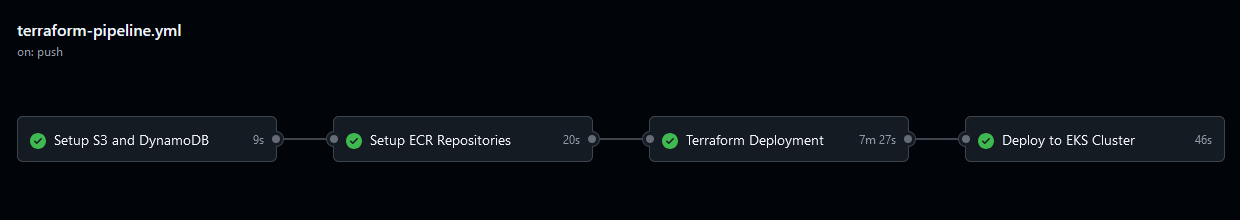 terraform-pipeline.yml
on: push
Setup S3 and DynamoDB 9s
Setup ECR Repositories 20s
Terraform Deployment 7m 27s
Deploy to EKS Cluster 46s